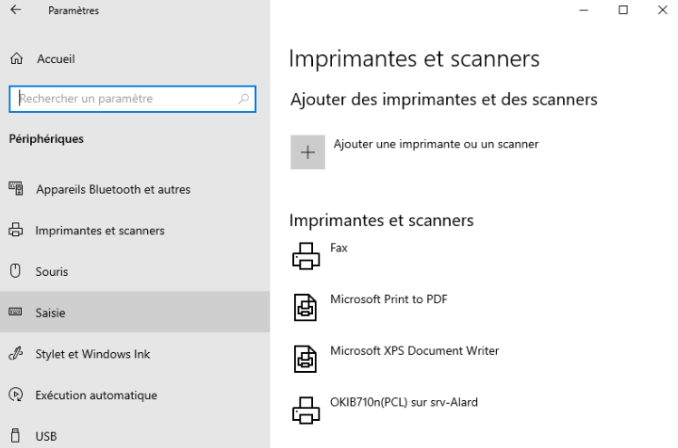 Paramètres
Accueil
Rechercher un paramètre
Périphériques
Appareils Bluetooth et autres
Imprimantes et scanners
Souris
Saisie
Stylet et Windows Ink
Exécution automatique
USB
Imprimantes et scanners
Ajouter des imprimantes et des scanners
Ajouter une imprimante ou un scanner
Imprimantes et scanners
Fax
Microsoft Print to PDF
Microsoft XPS Document Writer
OKIB710n(PCL) sur srv-Alard